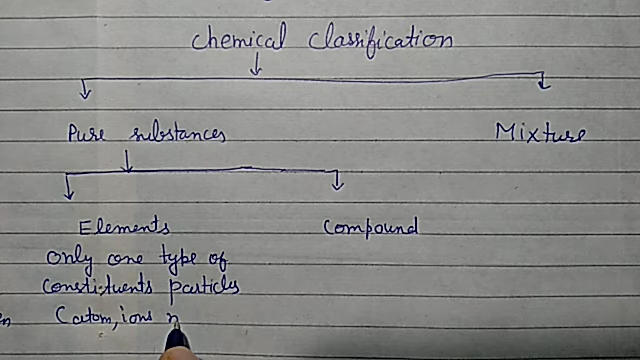 Chemical Classification
Pure substances
Mixture
Elements
Compound
Only one type of
constituents particles
(atom, ions